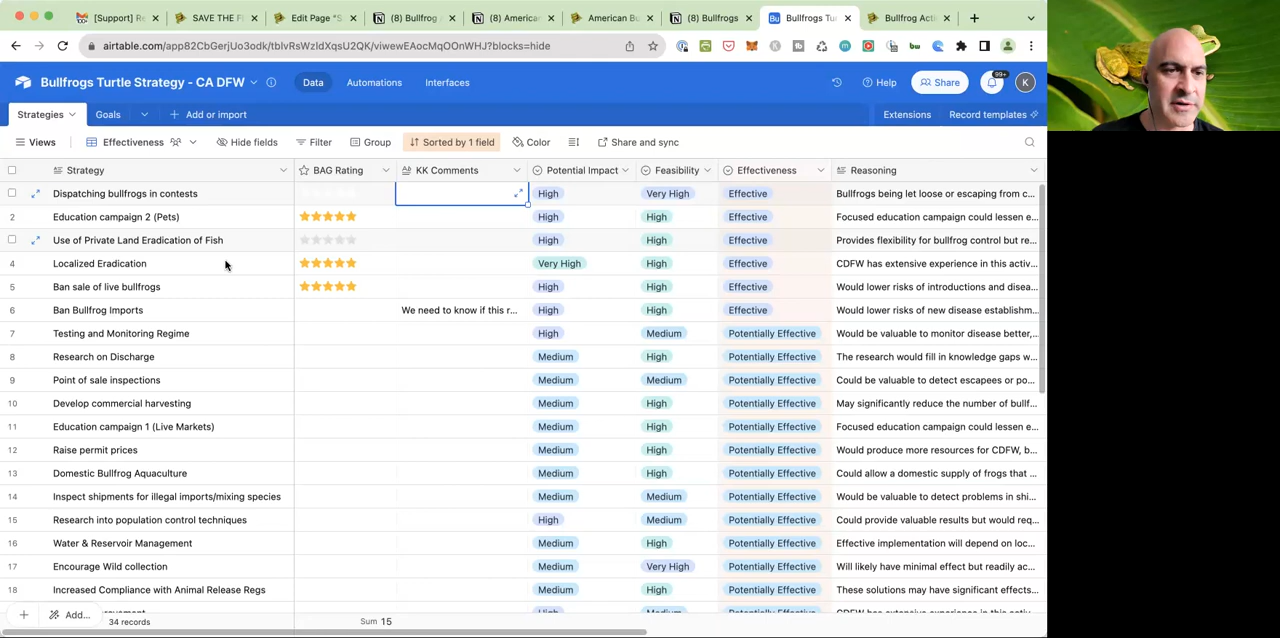 [Support] R
SAVE THE F
Edit Page "S
(8) Bullfrog
(8) American
American Bu
(8) Bullfrogs
Bu
Bullfrogs Tur
Bullfrog Acti
airtable.com/app82CbGerjUo3odk/tblvRsWzIdXqsU2QK/viwewEAocMqOOnWHJ?blocks=hide
Bullfrogs Turtle Strategy - CA DFW
Data
Automations
Interfaces
Help
Share
99+
K
Strategies
Goals
Add or import
Extensions
Record templates
Views
Effectiveness
Hide fields
Filter
Group
Sorted by 1 field
Color
Share and sync
Strategy
BAG Rating
KK Comments
Potential Impact
Feasibility
Effectiveness
Reasoning
Dispatching bullfrogs in contests High Very High Effective Bullfrogs being let loose or escaping from c...
2 Education campaign 2 (Pets) High High Effective Focused education campaign could lessen e...
Use of Private Land Eradication of Fish High High Effective Provides flexibility for bullfrog control but re...
4 Localized Eradication Very High High Effective CDFW has extensive experience in this activ...
5 Ban sale of live bullfrogs High High Effective Would lower risks of introductions and disea...
6 Ban Bullfrog Imports We need to know if this r... High High Effective Would lower risks of new disease establishm...
7 Testing and Monitoring Regime High Medium Potentially Effective Would be valuable to monitor disease better,...
8 Research on Discharge Medium High Potentially Effective The research would fill in knowledge gaps w...
9 Point of sale inspections Medium Medium Potentially Effective Could be valuable to detect escapees or po...
10 Develop commercial harvesting Medium High Potentially Effective May significantly reduce the number of bullf...
11 Education campaign 1 (Live Markets) Medium High Potentially Effective Focused education campaign could lessen e...
12 Raise permit prices Medium High Potentially Effective Would produce more resources for CDFW, b...
13 Domestic Bullfrog Aquaculture Medium High Potentially Effective Could allow a domestic supply of frogs that ...
14 Inspect shipments for illegal imports/mixing species Medium Medium Potentially Effective Would be valuable to detect problems in shi...
15 Research into population control techniques High Medium Potentially Effective Could provide valuable results but would req...
16 Water & Reservoir Management Medium High Potentially Effective Effective implementation will depend on loc...
17 Encourage Wild collection Medium Very High Potentially Effective Will likely have minimal effect but readily ac...
18 Increased Compliance with Animal Release Regs Medium High Potentially Effective These solutions may have significant effects...
Add...
34 records
Sum 15